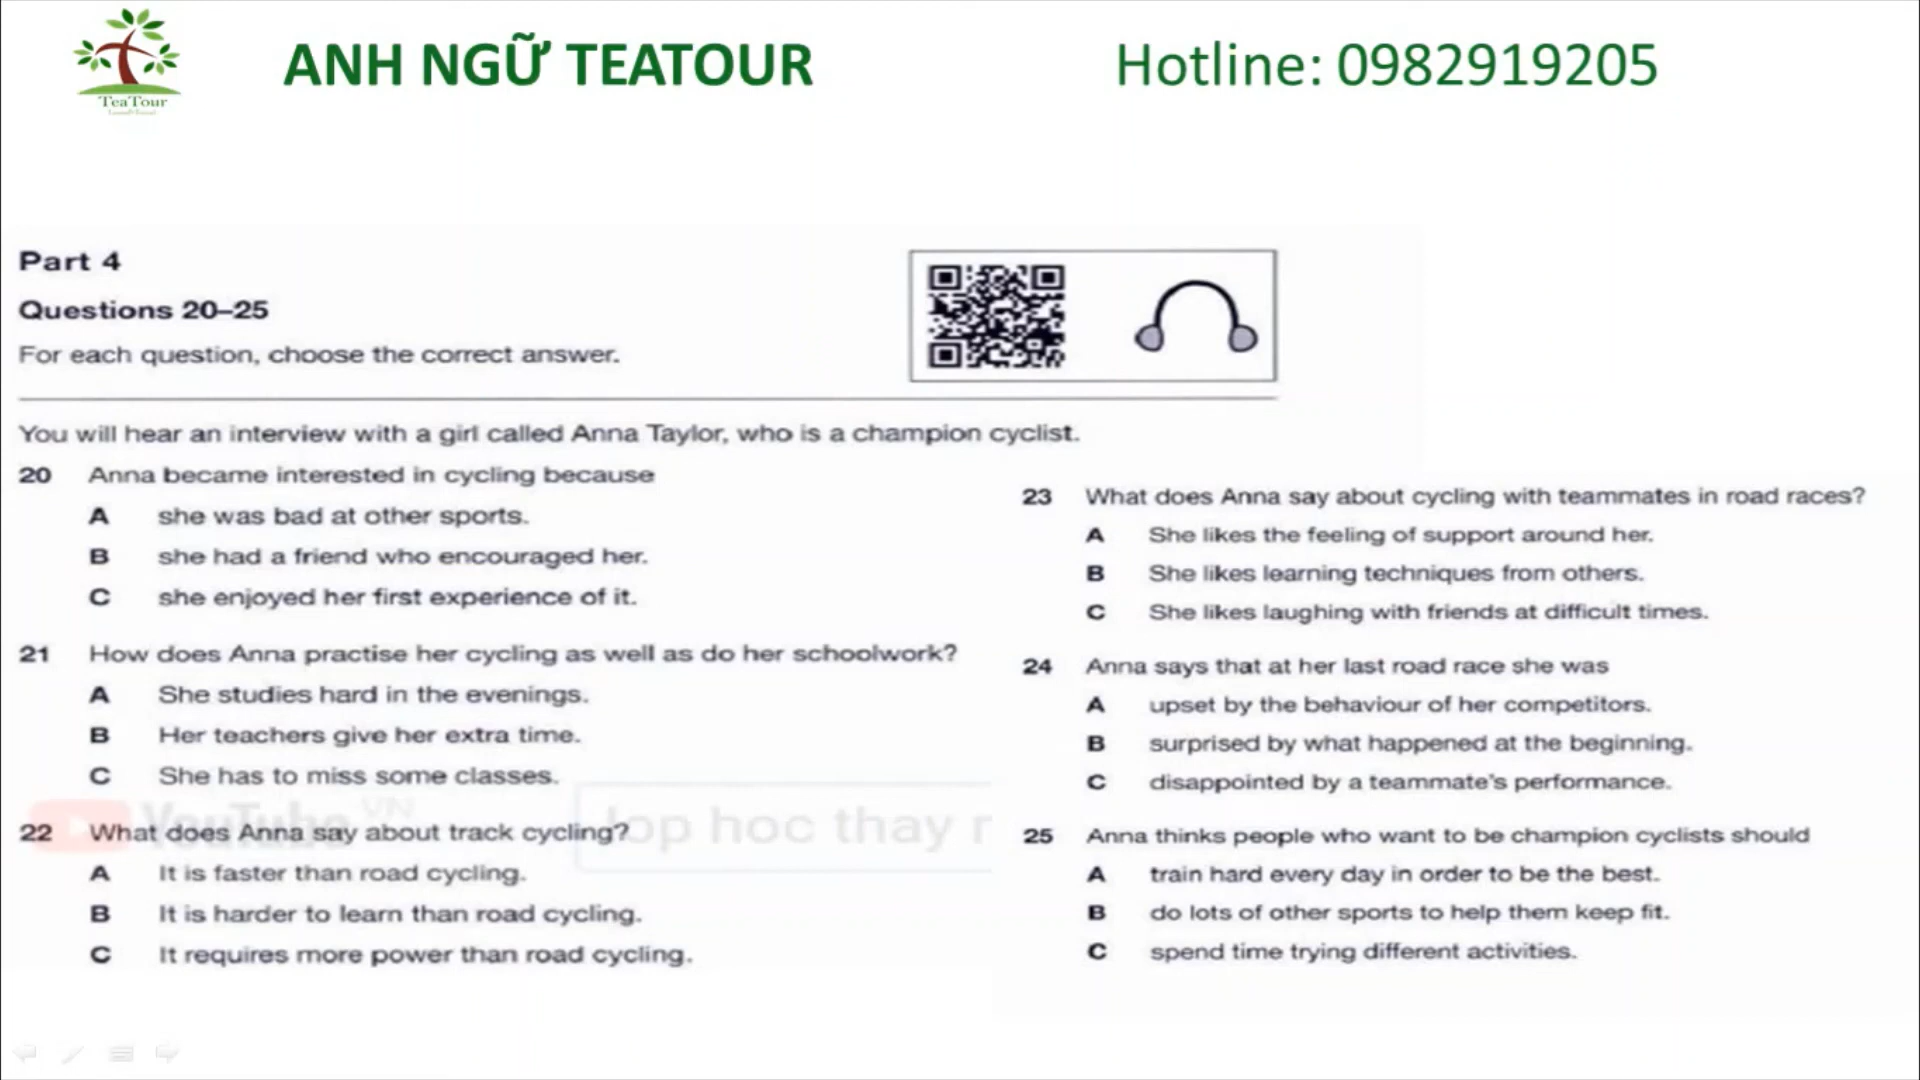 TeaTour
ANH NGỮ TEATOUR
Hotline: 0982919205
Part 4
Questions 20–25
For each question, choose the correct answer.
You will hear an interview with a girl called Anna Taylor, who is a champion cyclist.
20 Anna became interested in cycling because
A she was bad at other sports.
B she had a friend who encouraged her.
C she enjoyed her first experience of it.
21 How does Anna practise her cycling as well as do her schoolwork?
A She studies hard in the evenings.
B Her teachers give her extra time.
C She has to miss some classes.
YouTube VN
lop hoc thay
22 What does Anna say about track cycling?
A It is faster than road cycling.
B It is harder to learn than road cycling.
C It requires more power than road cycling.
23 What does Anna say about cycling with teammates in road races?
A She likes the feeling of support around her.
B She likes learning techniques from others.
C She likes laughing with friends at difficult times.
24 Anna says that at her last road race she was
A upset by the behaviour of her competitors.
B surprised by what happened at the beginning.
C disappointed by a teammate's performance.
25 Anna thinks people who want to be champion cyclists should
A train hard every day in order to be the best.
B do lots of other sports to help them keep fit.
C spend time trying different activities.